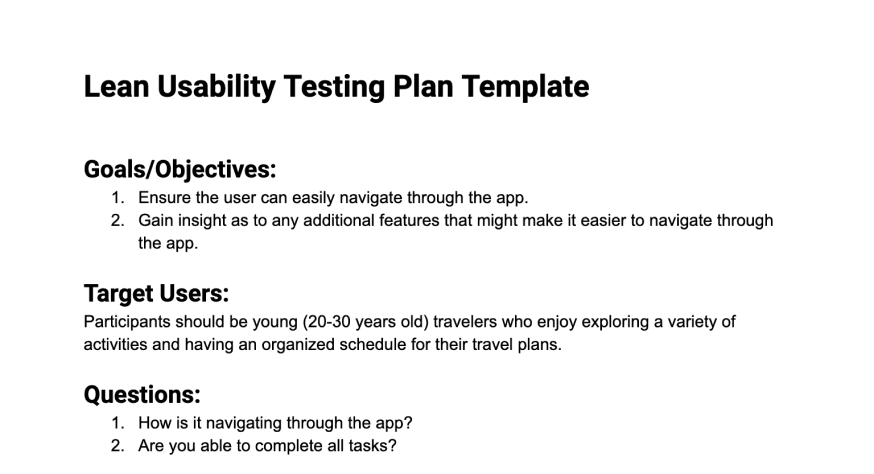 Lean Usability Testing Plan Template
Goals/Objectives:
1. Ensure the user can easily navigate through the app.
2. Gain insight as to any additional features that might make it easier to navigate through
the app.
Target Users:
Participants should be young (20-30 years old) travelers who enjoy exploring a variety of
activities and having an organized schedule for their travel plans.
Questions:
1. How is it navigating through the app?
2. Are you able to complete all tasks?